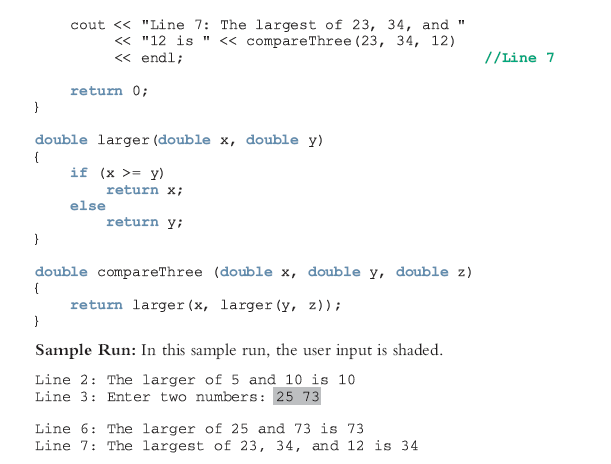 cout << "Line 7: The largest of 23, 34, and "
<< "12 is " << compareThree(23, 34, 12)
<< endl; //Line 7
return 0;
}
double larger(double x, double y)
{
if (x >= y)
return x;
else
return y;
}
double compareThree (double x, double y, double z)
{
return larger(x, larger(y, z));
}
Sample Run: In this sample run, the user input is shaded.
Line 2: The larger of 5 and 10 is 10
Line 3: Enter two numbers: 25 73
Line 6: The larger of 25 and 73 is 73
Line 7: The largest of 23, 34, and 12 is 34